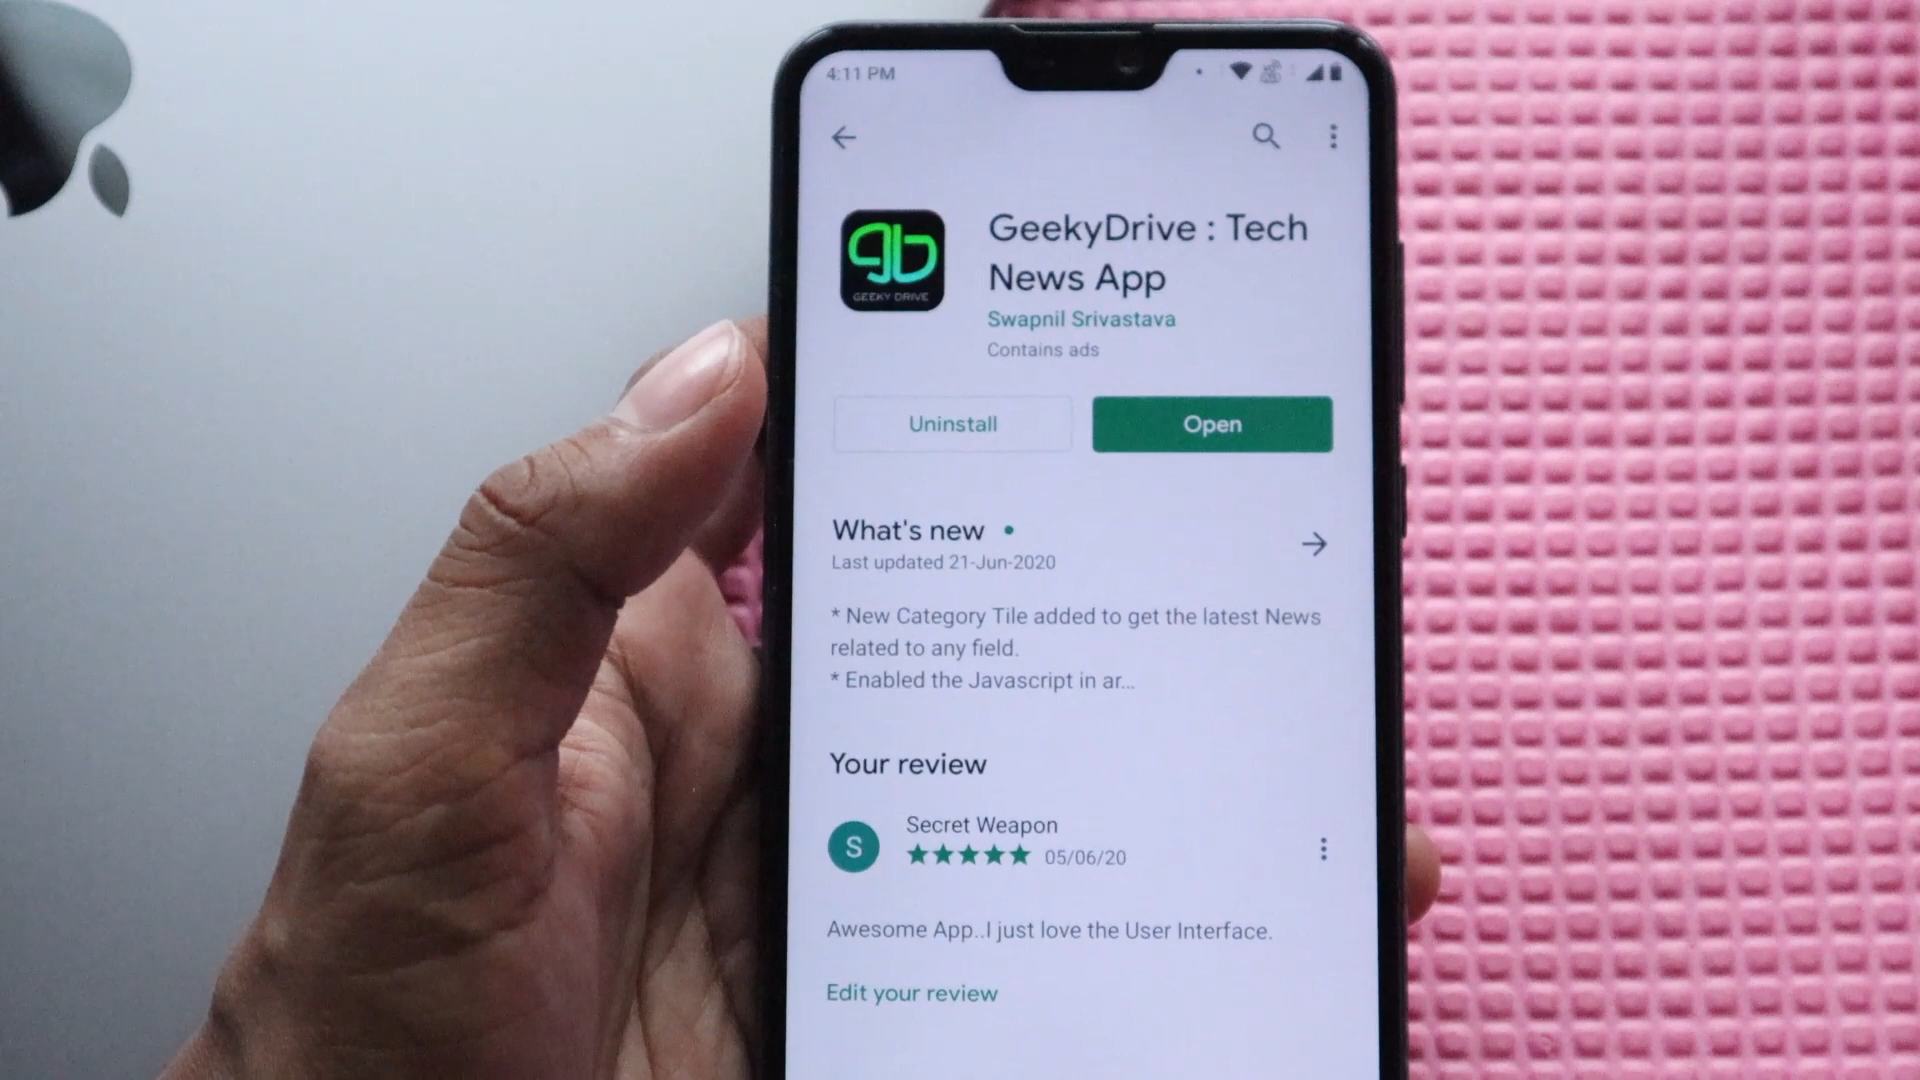 4:11 PM
GEEKY DRIVE
GeekyDrive : Tech
News App
Swapnil Srivastava
Contains ads
Uninstall
Open
What's new
Last updated 21-Jun-2020
* New Category Tile added to get the latest News
related to any field.
* Enabled the Javascript in ar...
Your review
S
Secret Weapon
05/06/20
Awesome App..I just love the User Interface.
Edit your review